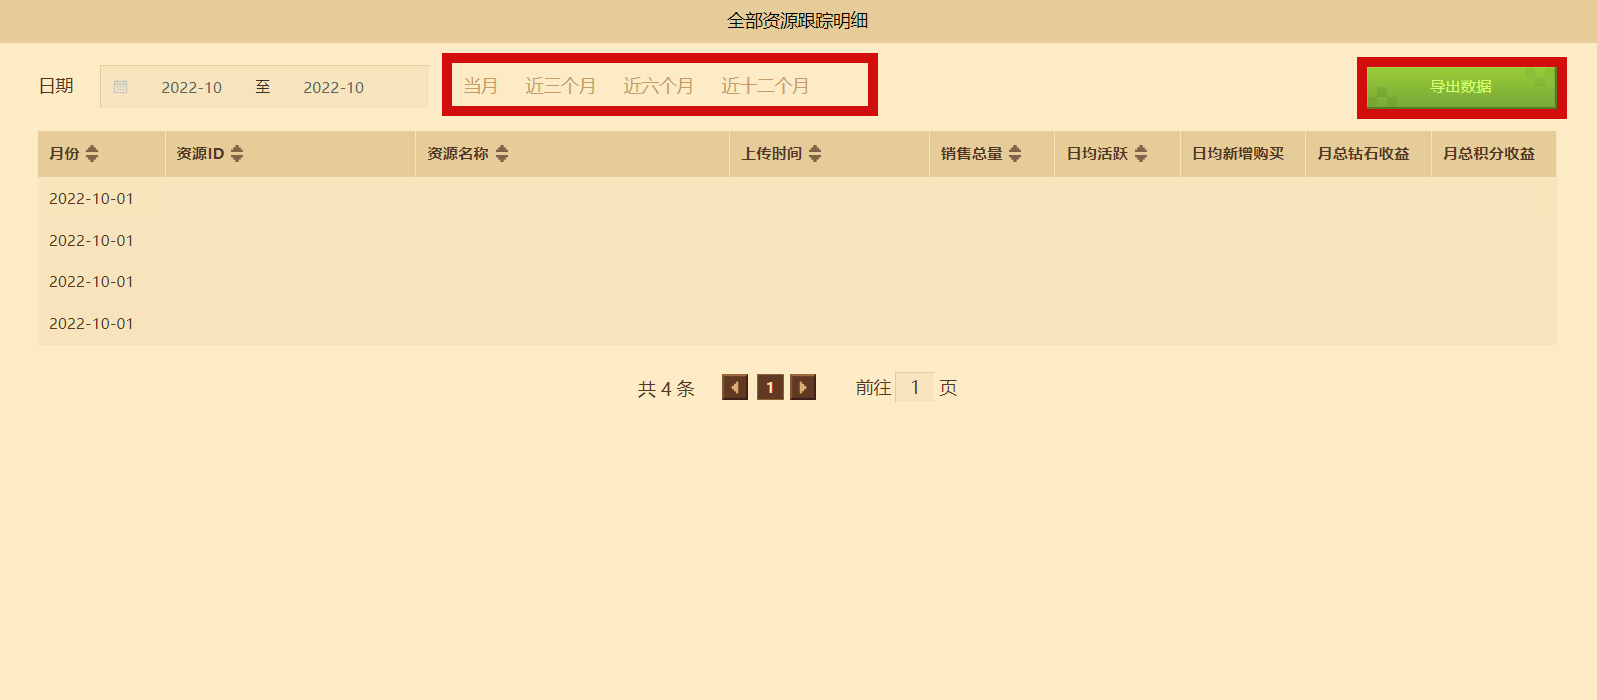 全部资源跟踪明细
日期 2022-10 至 2022-10 当月 近三个月 近六个月 近十二个月 导出数据
月份 资源ID 资源名称 上传时间 销售总量 日均活跃 日均新增购买 月总钻石收益 月总积分收益
2022-10-01
2022-10-01
2022-10-01
2022-10-01
共 4 条 1 前往 1 页